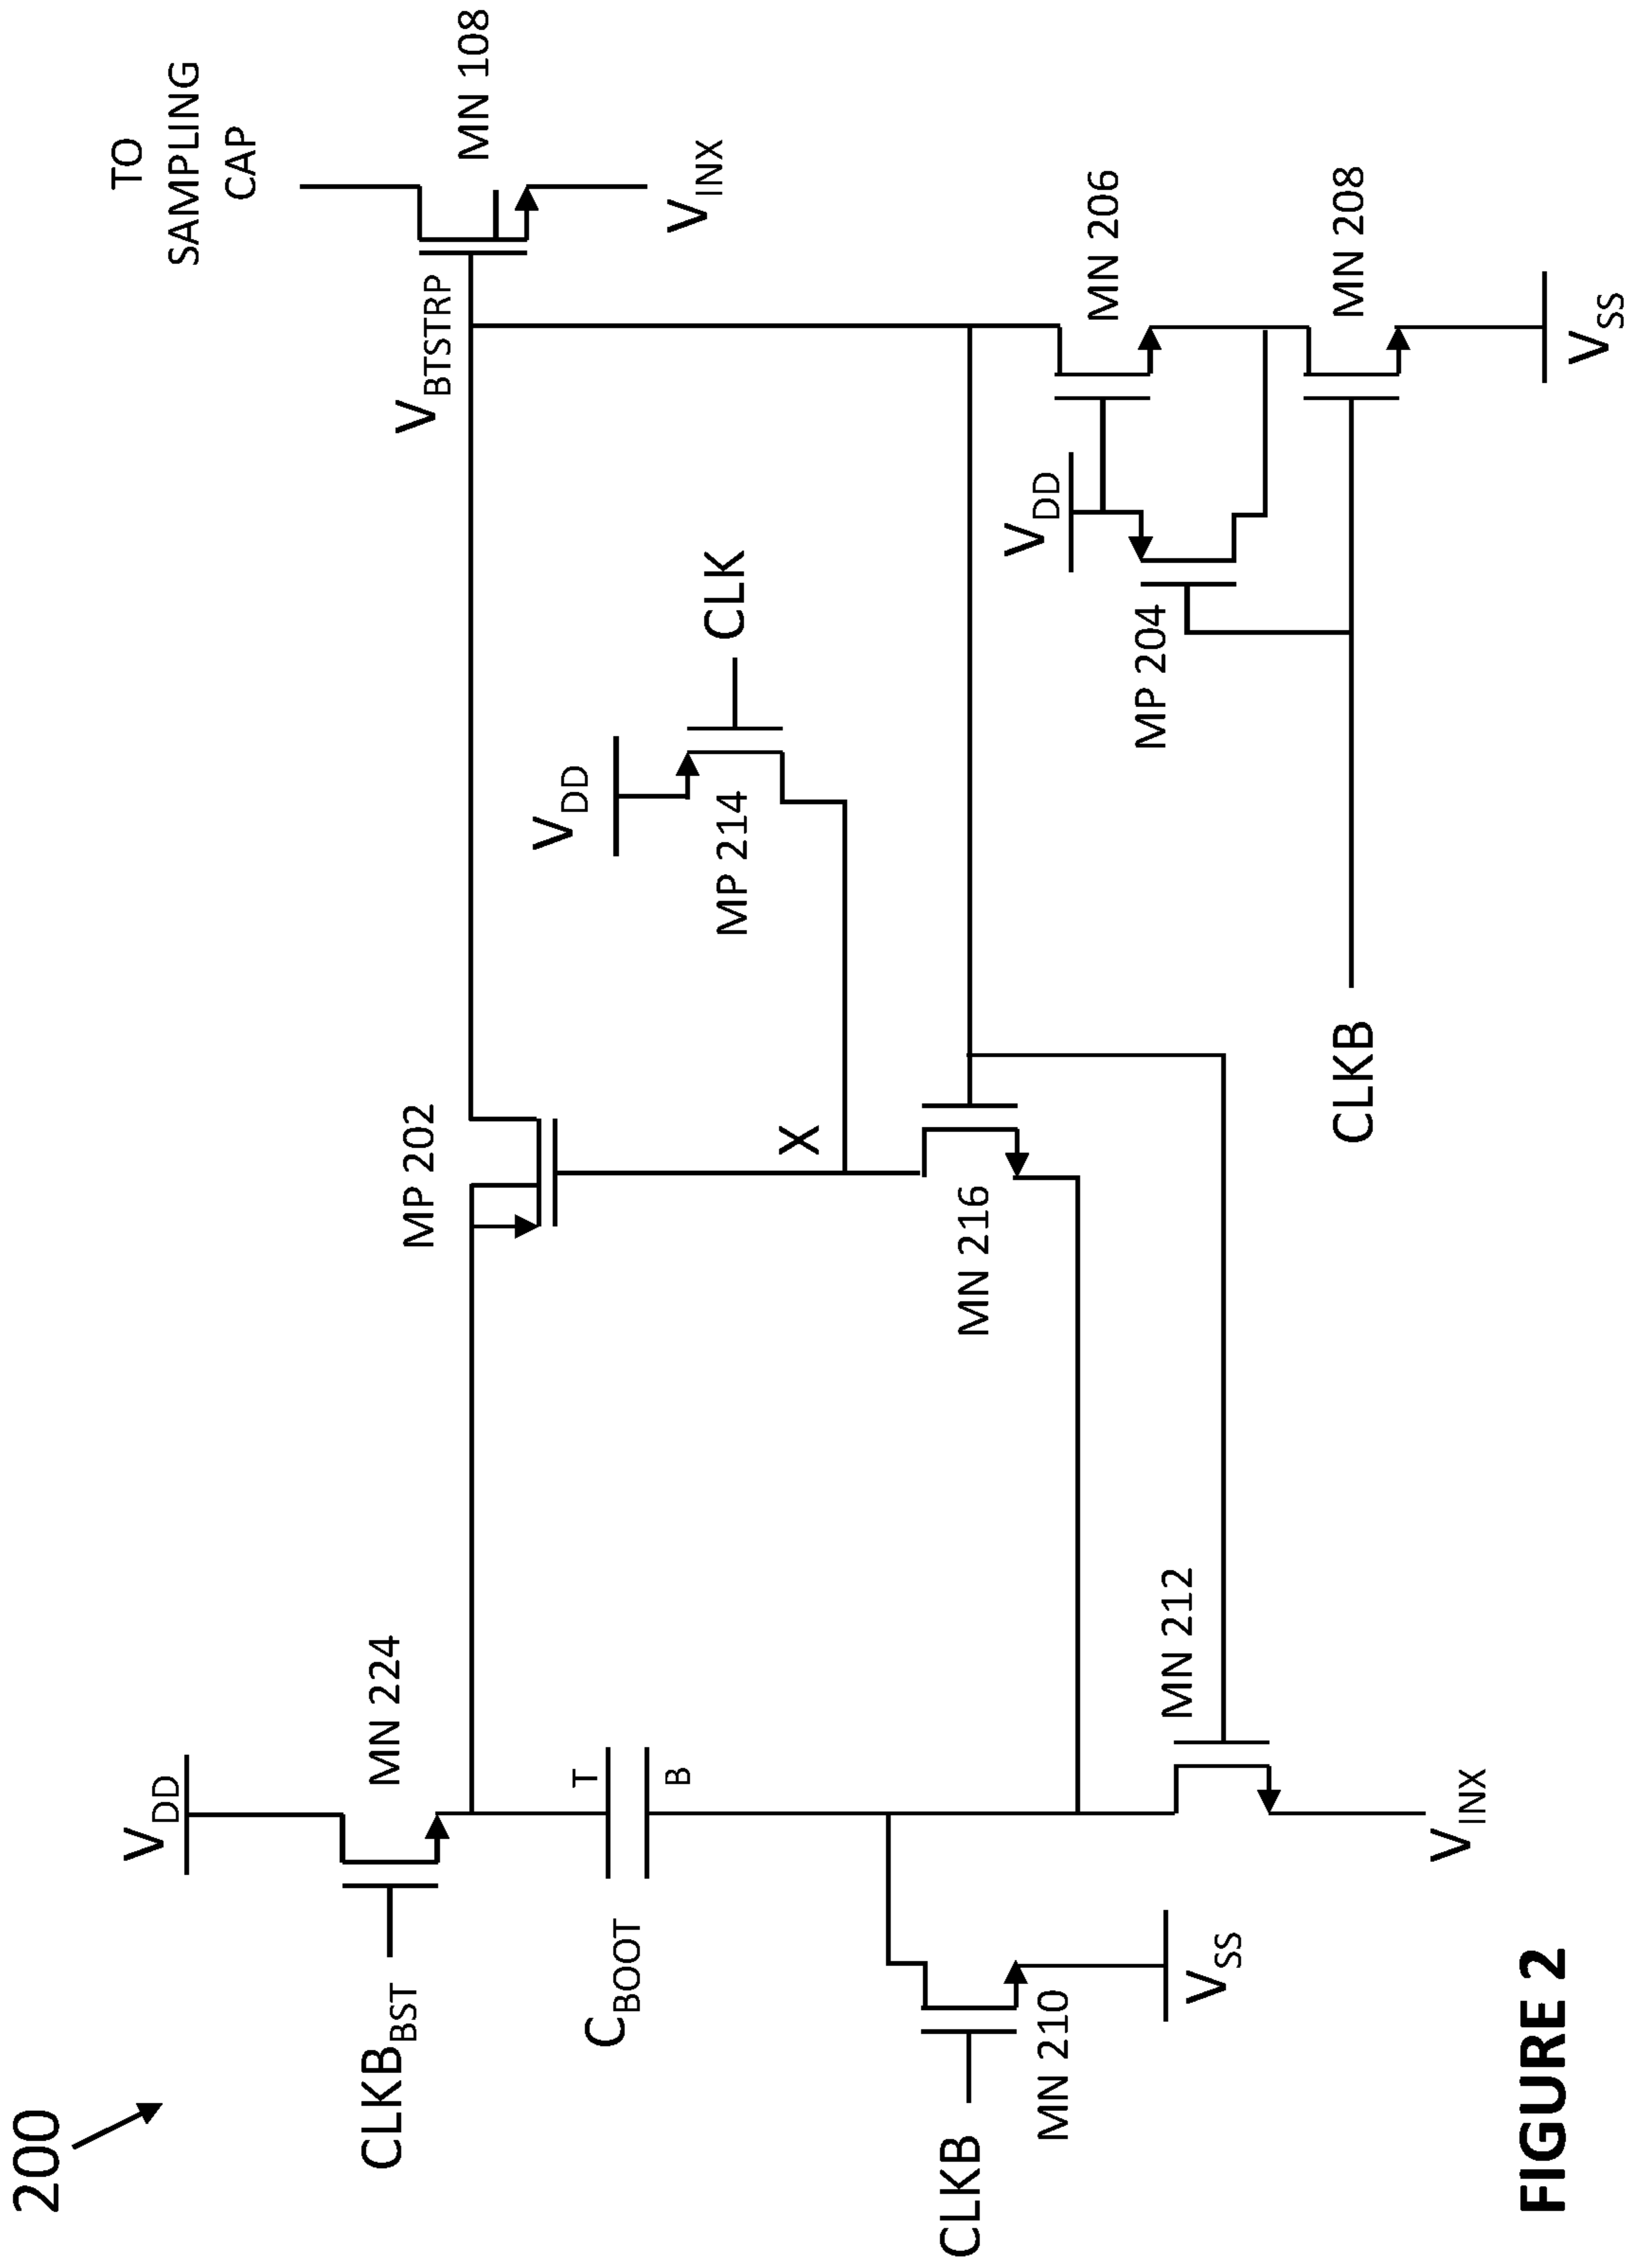 200
V_DD
MN 224
CLKB_BST
T
C_BOOT
B
CLKB
MN 210
V_SS
MN 212
V_INX
MP 202
X
MN 216
V_DD
MP 214
CLK
V_BTSTRP
TO
SAMPLING
CAP
MN 108
V_INX
V_DD
MP 204
MN 206
MN 208
V_SS
CLKB
FIGURE 2